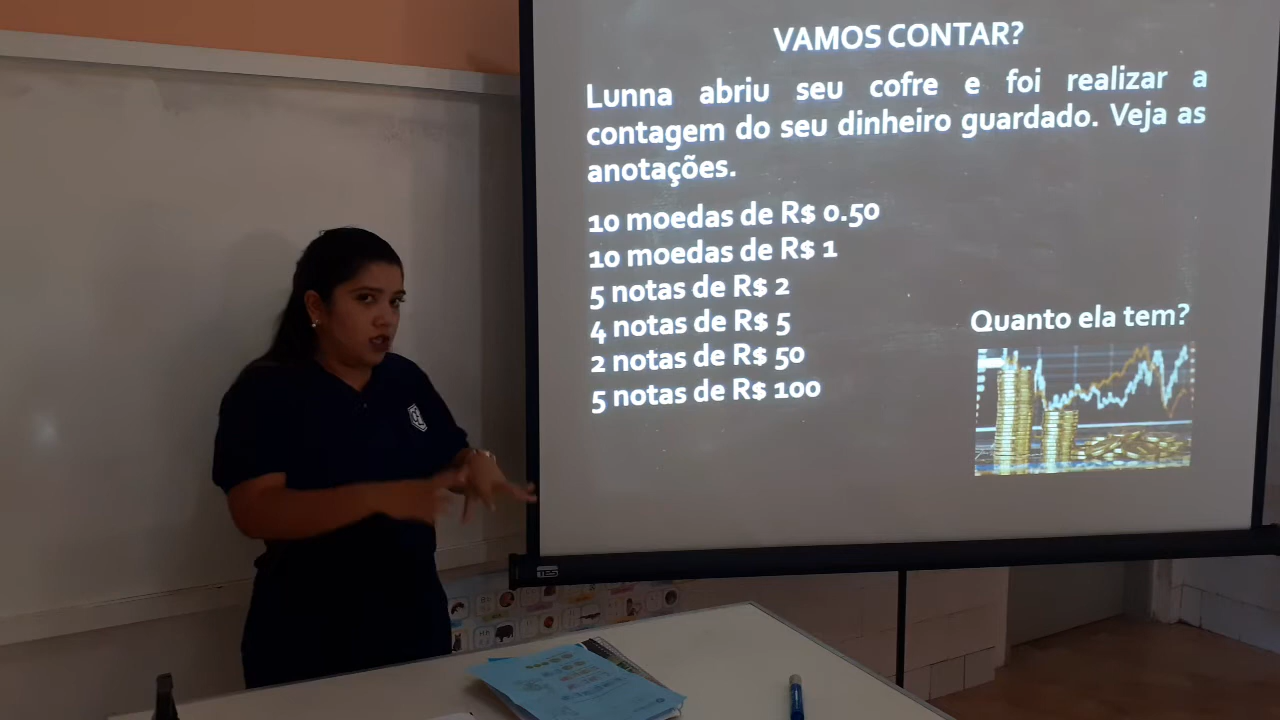 VAMOS CONTAR?
Lunna abriu seu cofre e foi realizar a
contagem do seu dinheiro guardado. Veja as
anotações.
10 moedas de R$ 0.50
10 moedas de R$ 1
5 notas de R$ 2
4 notas de R$ 5
2 notas de R$ 50
5 notas de R$ 100
Quanto ela tem?